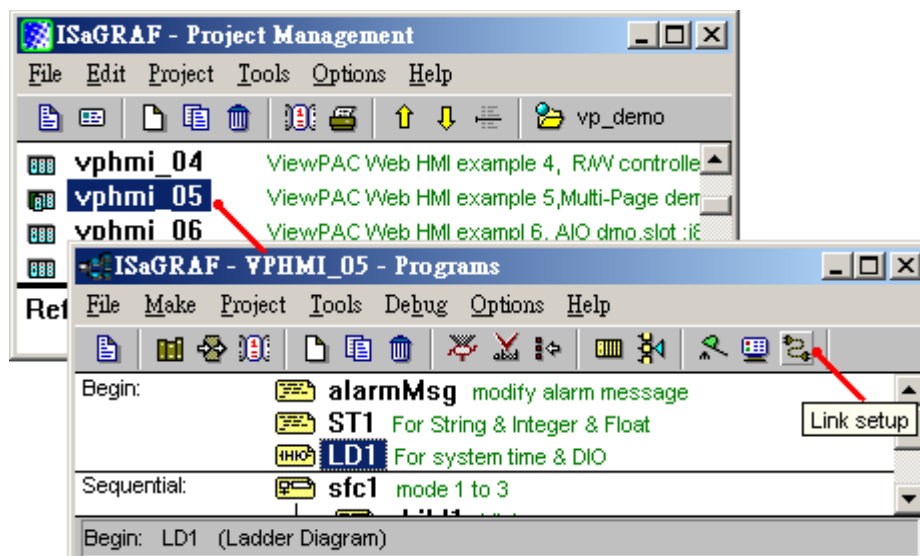 ISaGRAF - Project Management
File Edit Project Tools Options Help
vp_demo
vphmi_04 ViewPAC Web HMI example 4, R/W controlle
vphmi_05 ViewPAC Web HMI example 5,Multi-Page dem
vphmi_06 ViewPAC Web HMI exampl 6, AIO dmo,slot :i8
Ref
ISaGRAF - VPHMI_05 - Programs
File Make Project Tools Debug Options Help
Begin: alarmMsg modify alarm message
ST1 For String & Integer & Float
LD1 For system time & DIO
Link setup
Sequential: sfc1 mode 1 to 3
Begin: LD1 (Ladder Diagram)